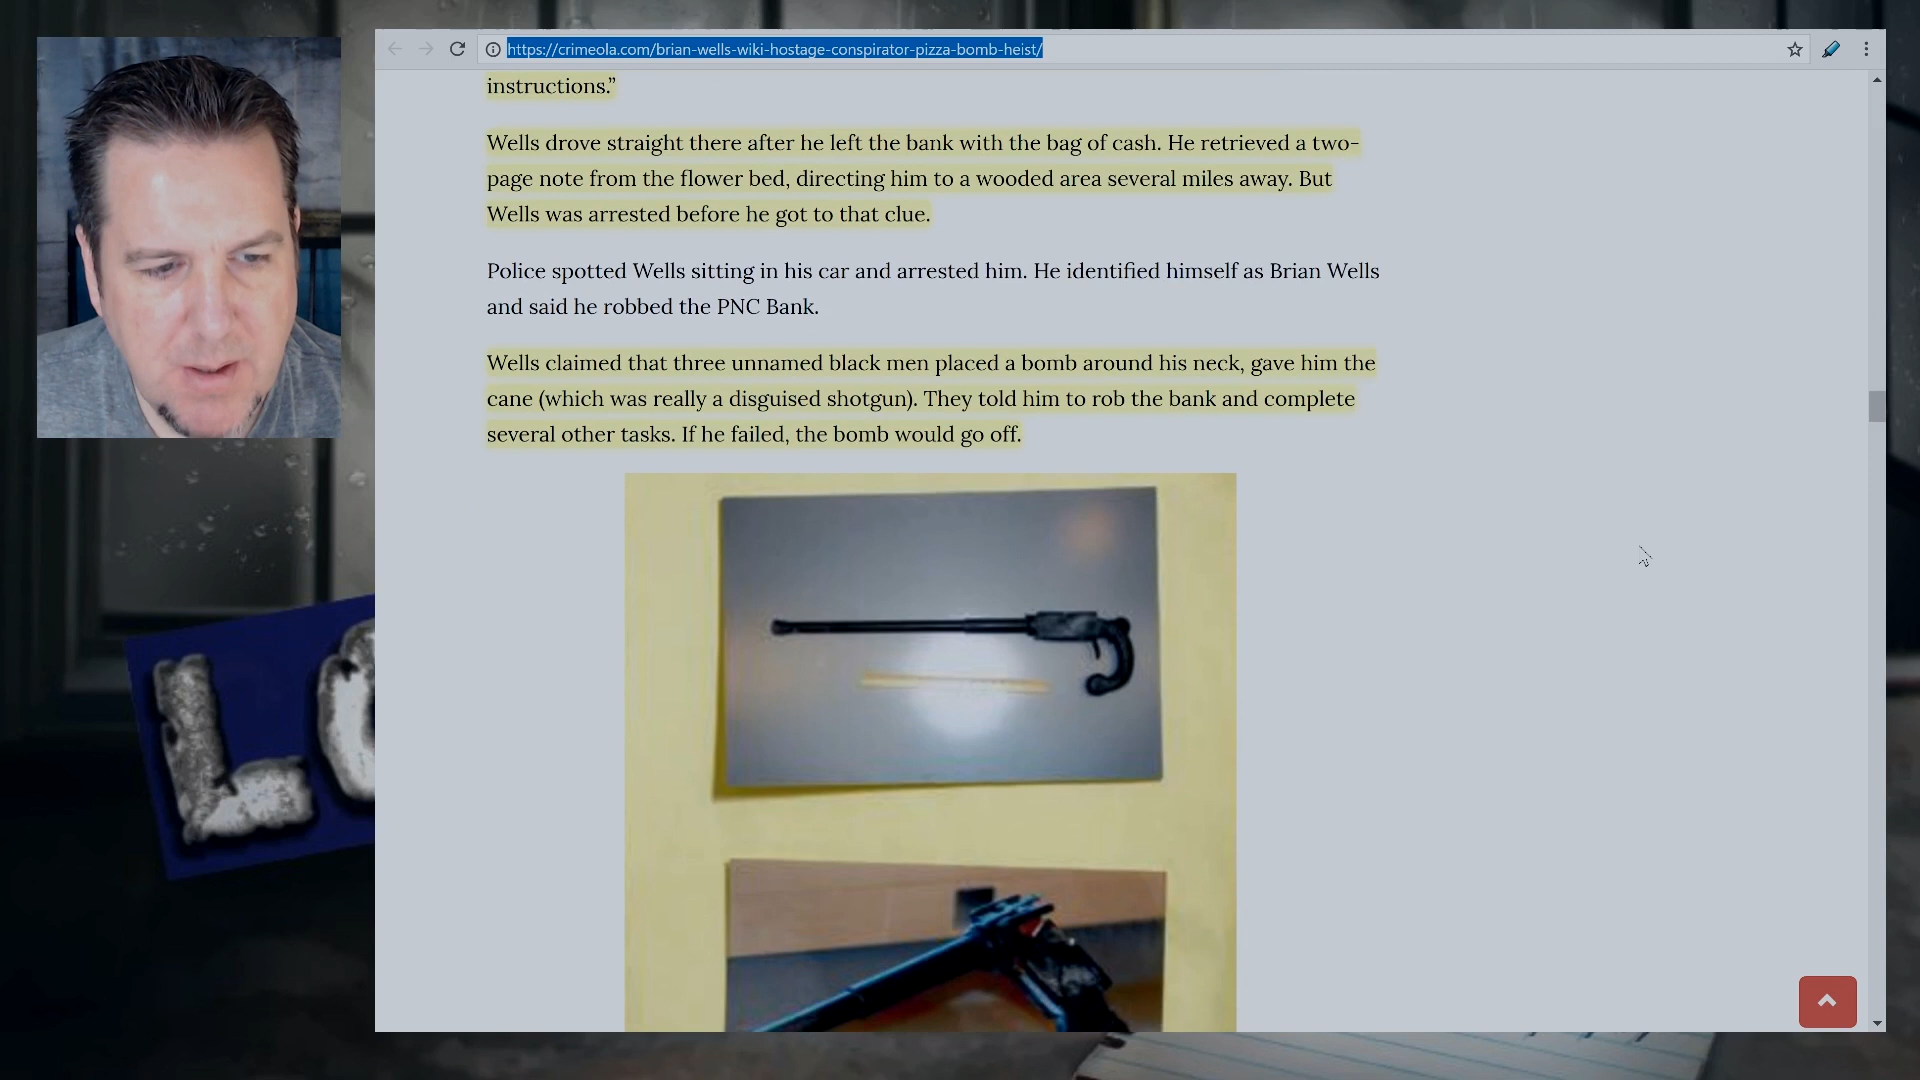 https://crimeola.com/brian-wells-wiki-hostage-conspirator-pizza-bomb-heist/
instructions.”
Wells drove straight there after he left the bank with the bag of cash. He retrieved a two-
page note from the flower bed, directing him to a wooded area several miles away. But
Wells was arrested before he got to that clue.
Police spotted Wells sitting in his car and arrested him. He identified himself as Brian Wells
and said he robbed the PNC Bank.
Wells claimed that three unnamed black men placed a bomb around his neck, gave him the
cane (which was really a disguised shotgun). They told him to rob the bank and complete
several other tasks. If he failed, the bomb would go off.